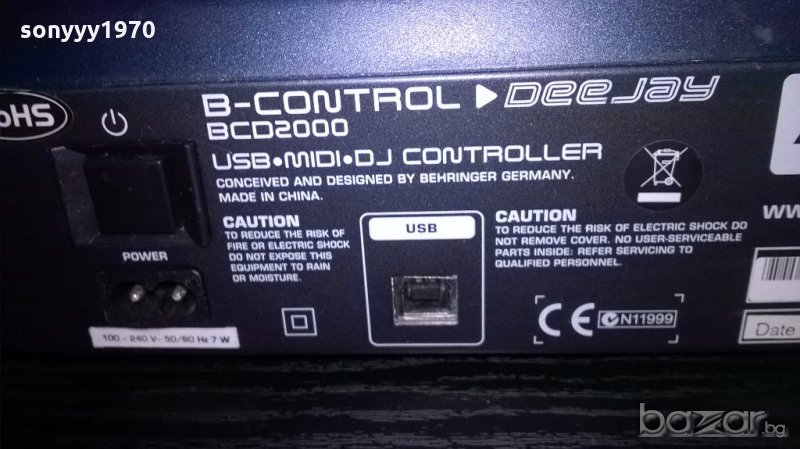 sonyyy1970
B-CONTROL DEEJAY
BCD2000
USB•MIDI•DJ CONTROLLER
CONCEIVED AND DESIGNED BY BEHRINGER GERMANY.
MADE IN CHINA.
POWER
100 - 240 V~ 50/60 Hz 7 W
CAUTION
TO REDUCE THE RISK OF
FIRE OR ELECTRIC SHOCK
DO NOT EXPOSE THIS
EQUIPMENT TO RAIN
OR MOISTURE.
USB
CAUTION
TO REDUCE THE RISK OF ELECTRIC SHOCK DO
NOT REMOVE COVER. NO USER-SERVICEABLE
PARTS INSIDE: REFER SERVICING TO
QUALIFIED PERSONNEL.
CE N11999
Date
bazar.bg